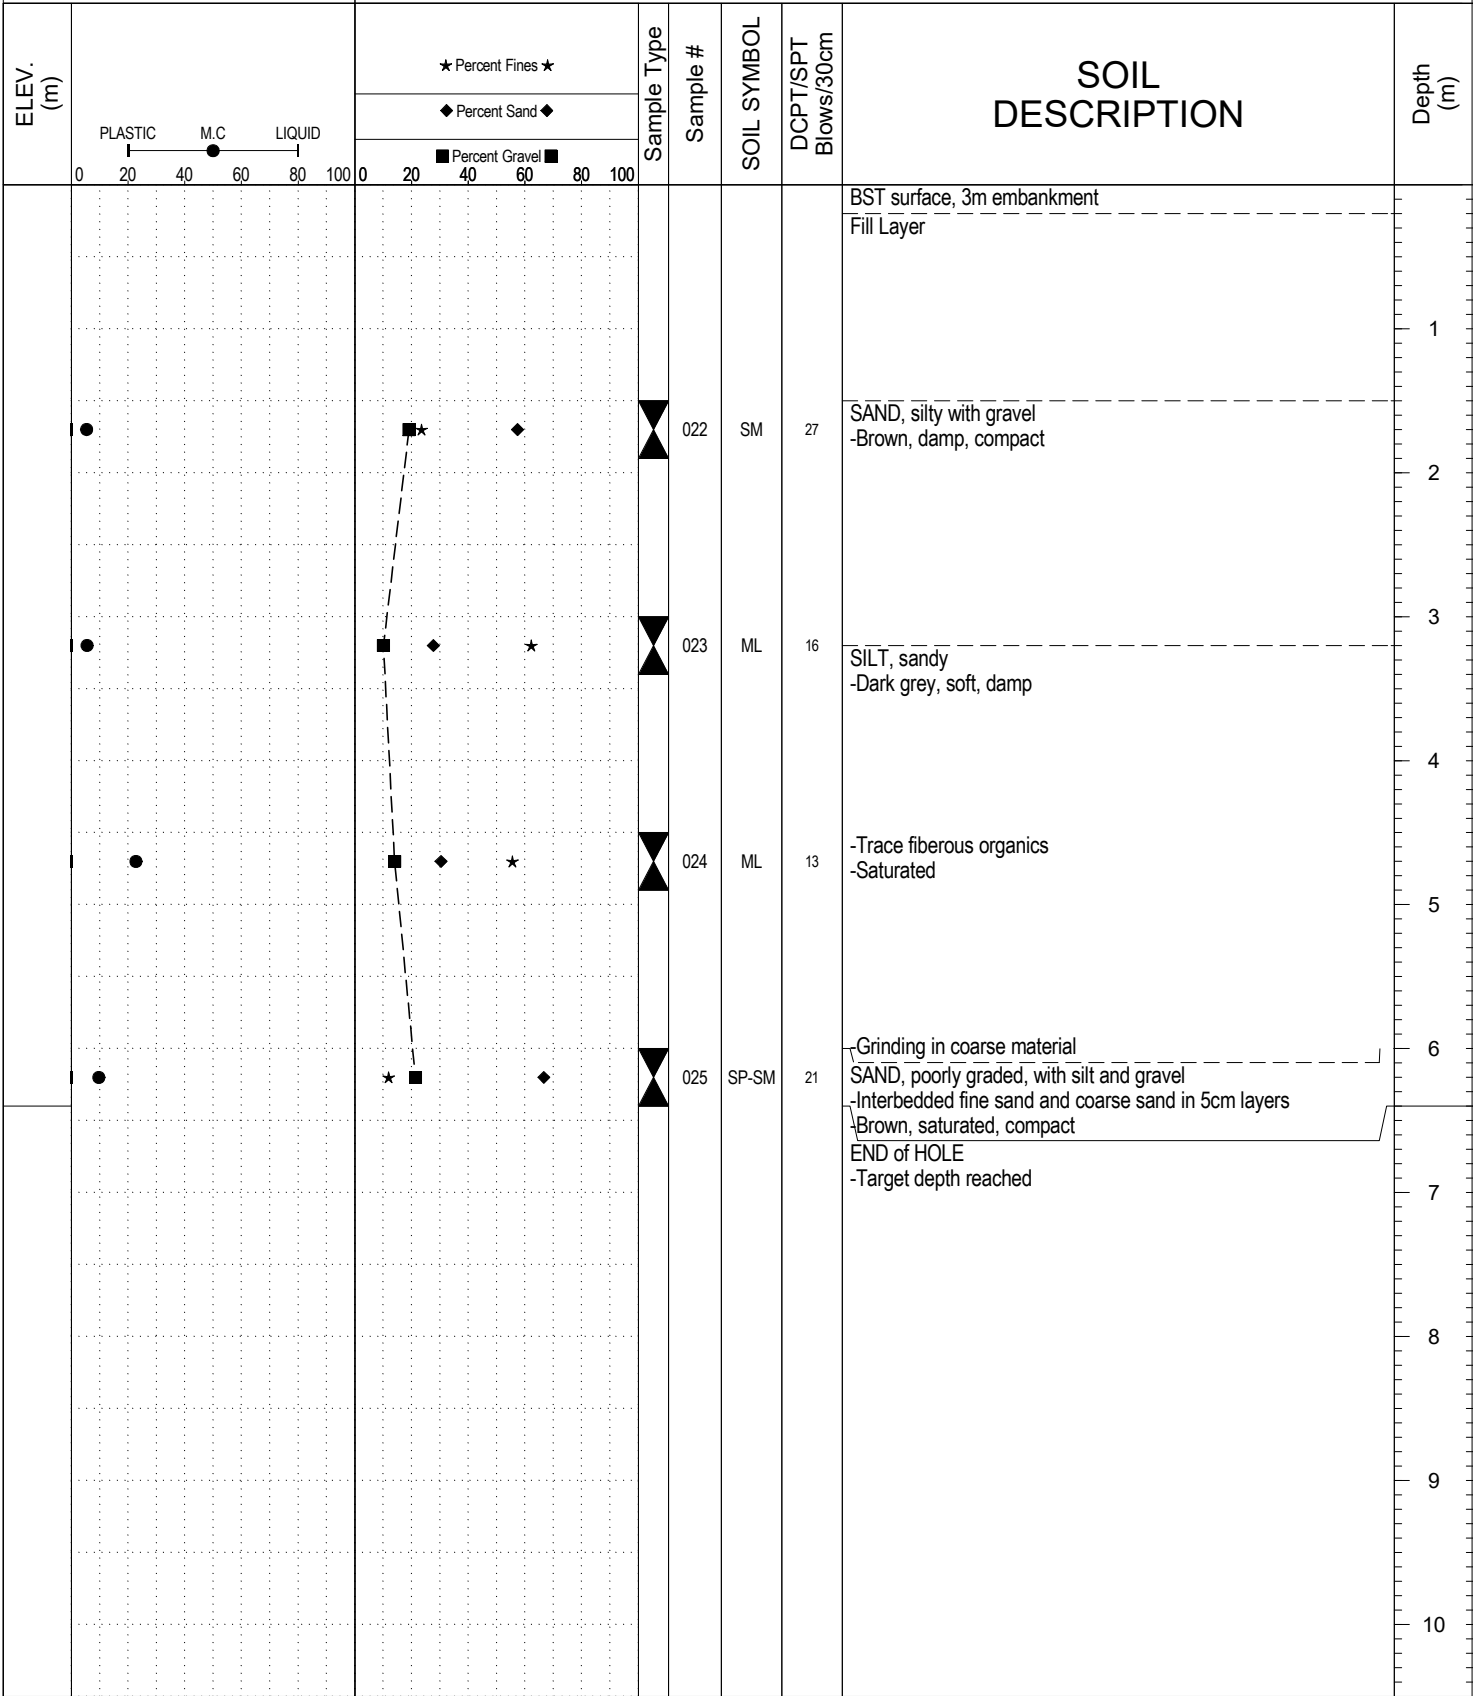 ELEV.
(m)
PLASTIC M.C LIQUID
0 20 40 60 80 100
★ Percent Fines ★
◆ Percent Sand ◆
■ Percent Gravel ■
0 20 40 60 80 100
Sample Type
Sample #
SOIL SYMBOL
DCPT/SPT
Blows/30cm
SOIL
DESCRIPTION
Depth
(m)
BST surface, 3m embankment
Fill Layer
1
SAND, silty with gravel
022 SM 27
-Brown, damp, compact
2
3
023 ML 16
SILT, sandy
-Dark grey, soft, damp
4
-Trace fiberous organics
024 ML 13
-Saturated
5
-Grinding in coarse material
6
025 SP-SM 21
SAND, poorly graded, with silt and gravel
-Interbedded fine sand and coarse sand in 5cm layers
-Brown, saturated, compact
END of HOLE
-Target depth reached
7
8
9
10